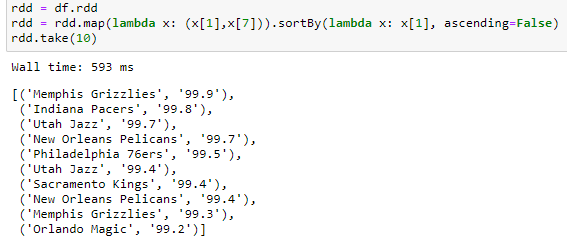 rdd = df.rdd
rdd = rdd.map(lambda x: (x[1],x[7])).sortBy(lambda x: x[1], ascending=False)
rdd.take(10)
Wall time: 593 ms
[('Memphis Grizzlies', '99.9'),
('Indiana Pacers', '99.8'),
('Utah Jazz', '99.7'),
('New Orleans Pelicans', '99.7'),
('Philadelphia 76ers', '99.5'),
('Utah Jazz', '99.4'),
('Sacramento Kings', '99.4'),
('New Orleans Pelicans', '99.4'),
('Memphis Grizzlies', '99.3'),
('Orlando Magic', '99.2')]